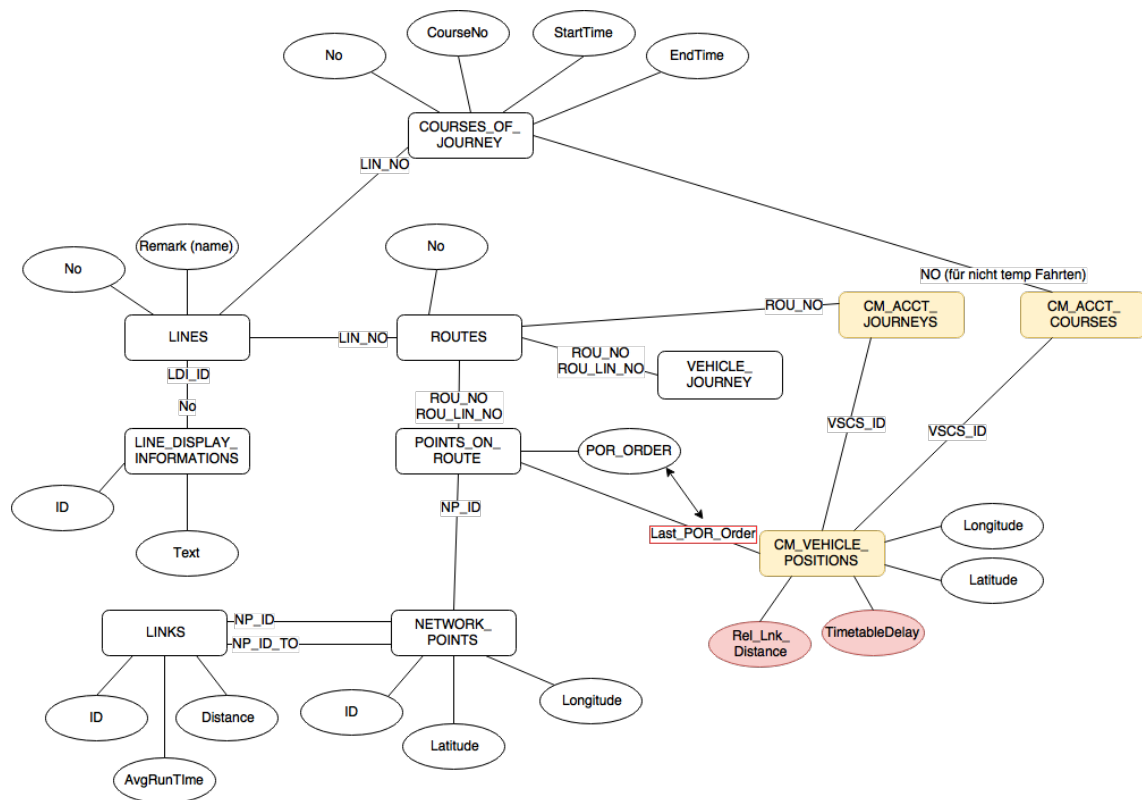 CourseNo
StartTime
No
EndTime
COURSES_OF_
JOURNEY
LIN_NO
Remark (name)
No
No
NO (für nicht temp Fahrten)
ROU_NO
CM_ACCT_
JOURNEYS
CM_ACCT_
COURSES
LINES
LIN_NO
ROUTES
ROU_NO
ROU_LIN_NO
VEHICLE_
JOURNEY
LDI_ID
No
ROU_NO
ROU_LIN_NO
LINE_DISPLAY_
INFORMATIONS
POINTS_ON_
ROUTE
POR_ORDER
VSCS_ID
VSCS_ID
ID
NP_ID
Last_POR_Order
Longitude
Text
CM_VEHICLE_
POSITIONS
Latitude
LINKS
NP_ID
NP_ID_TO
NETWORK_
POINTS
Rel_Lnk_
Distance
TimetableDelay
ID
Distance
ID
Longitude
Latitude
AvgRunTIme